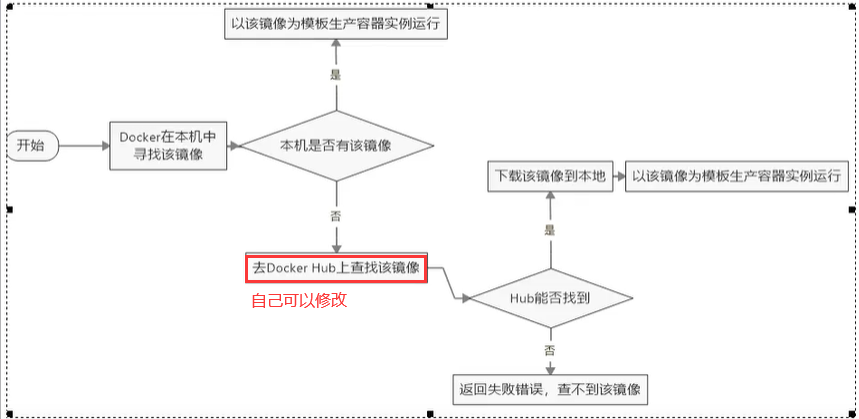 以该镜像为模板生产容器实例运行
是
开始
Docker在本机中
寻找该镜像
本机是否有该镜像
否
下载该镜像到本地
以该镜像为模板生产容器实例运行
是
去Docker Hub上查找该镜像
自己可以修改
Hub能否找到
否
返回失败错误，查不到该镜像